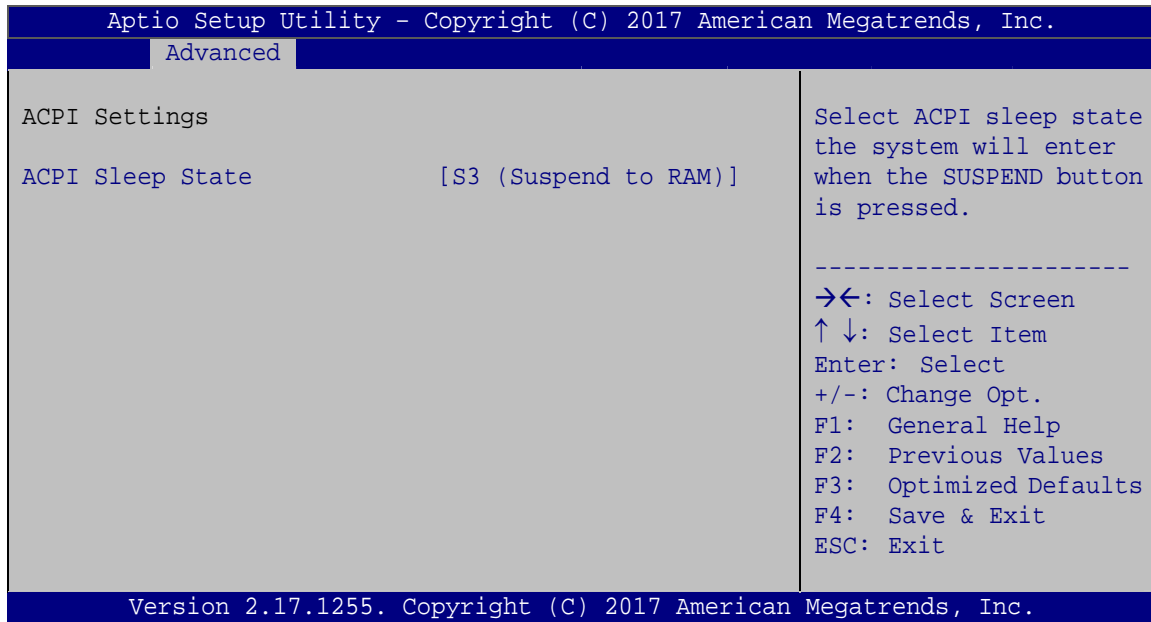 Aptio Setup Utility – Copyright (C) 2017 American Megatrends, Inc.
Advanced
ACPI Settings
ACPI Sleep State [S3 (Suspend to RAM)]
Select ACPI sleep state
the system will enter
when the SUSPEND button
is pressed.
----------------------
→←: Select Screen
↑ ↓: Select Item
Enter: Select
+/-: Change Opt.
F1: General Help
F2: Previous Values
F3: Optimized Defaults
F4: Save & Exit
ESC: Exit
Version 2.17.1255. Copyright (C) 2017 American Megatrends, Inc.